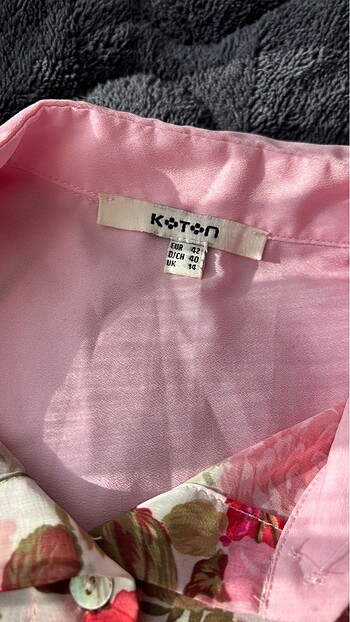 KOTON
EUR 42
D/CH 40
UK 14